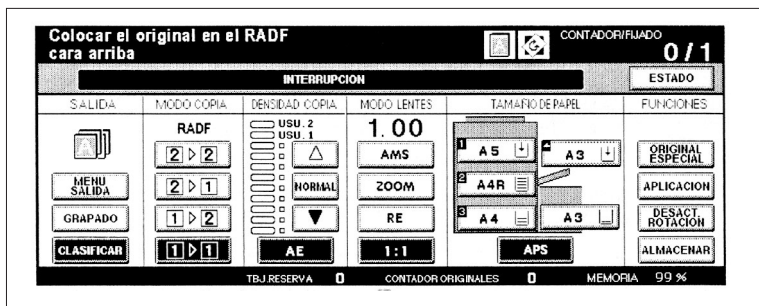 Colocar el original en el RADF
cara arriba
CONTADOR/FIJADO
0/1
INTERRUPCION
ESTADO
SALIDA
MODO COPIA
DENSIDAD COPIA
MODO LENTES
TAMAÑO DE PAPEL
FUNCIONES
A
MENU
SALIDA
GRAPADO
CLASIFICAR
RADF
2 ▷ 2
2 ▷ 1
1 ▷ 2
1 ▷ 1
USU. 2
USU. 1
NORMAL
AE
1.00
AMS
ZOOM
RE
1:1
1 A5
4 A3
2 A4R
3 A4
A3
APS
ORIGINAL
ESPECIAL
APLICACION
DESACT.
ROTACION
ALMACENAR
TBJ.RESERVA 0 CONTADOR ORIGINALES 0 MEMORIA 99 %